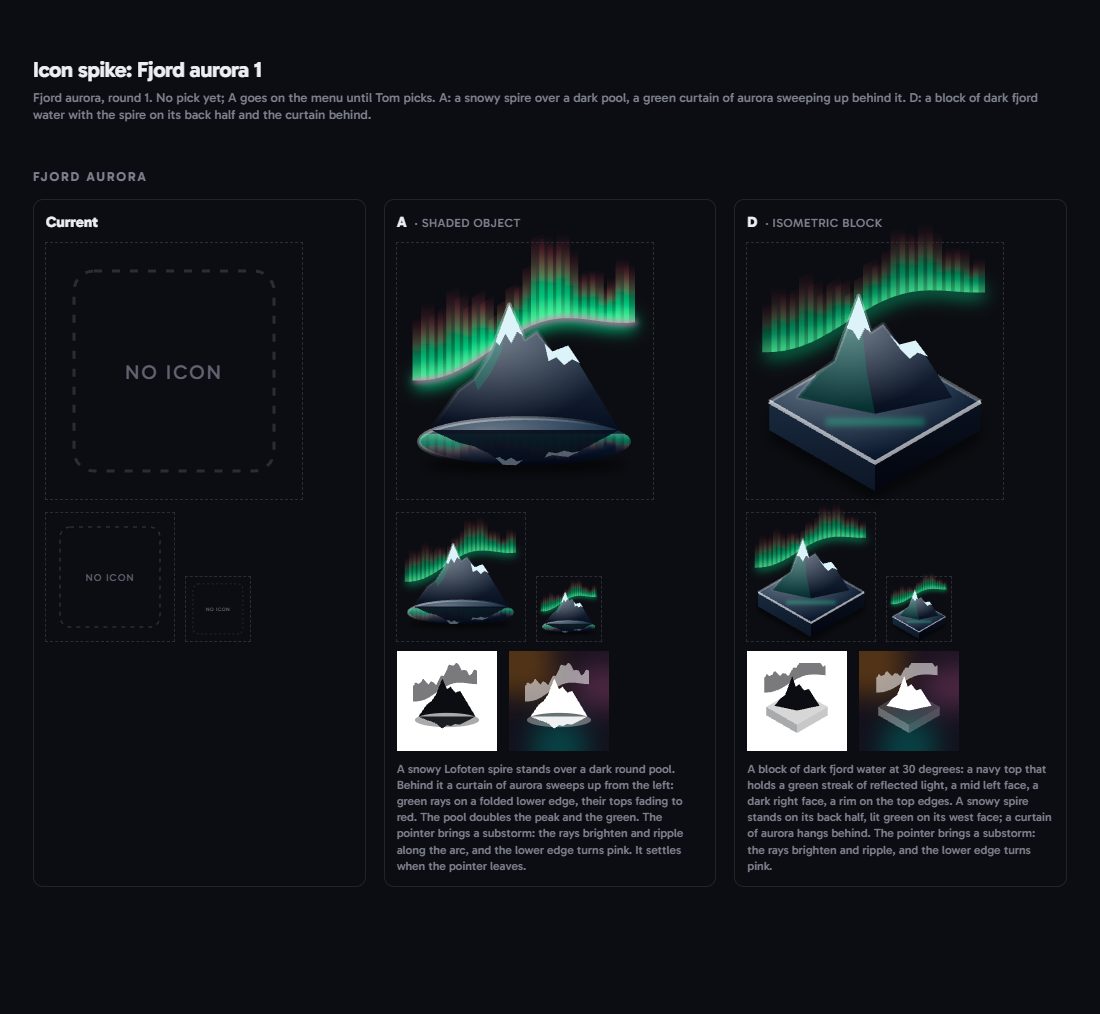 Icon spike: Fjord aurora 1
Fjord aurora, round 1. No pick yet; A goes on the menu until Tom picks. A: a snowy spire over a dark pool, a green curtain of aurora sweeping up behind it. D: a block of dark fjord
water with the spire on its back half and the curtain behind.
FJORD AURORA
Current
NO ICON
NO ICON
NO ICON
A · SHADED OBJECT
A snowy Lofoten spire stands over a dark round pool.
Behind it a curtain of aurora sweeps up from the left:
green rays on a folded lower edge, their tops fading to
red. The pool doubles the peak and the green. The
pointer brings a substorm: the rays brighten and ripple
along the arc, and the lower edge turns pink. It settles
when the pointer leaves.
D · ISOMETRIC BLOCK
A block of dark fjord water at 30 degrees: a navy top that
holds a green streak of reflected light, a mid left face, a
dark right face, a rim on the top edges. A snowy spire
stands on its back half, lit green on its west face; a curtain
of aurora hangs behind. The pointer brings a substorm:
the rays brighten and ripple, and the lower edge turns
pink.